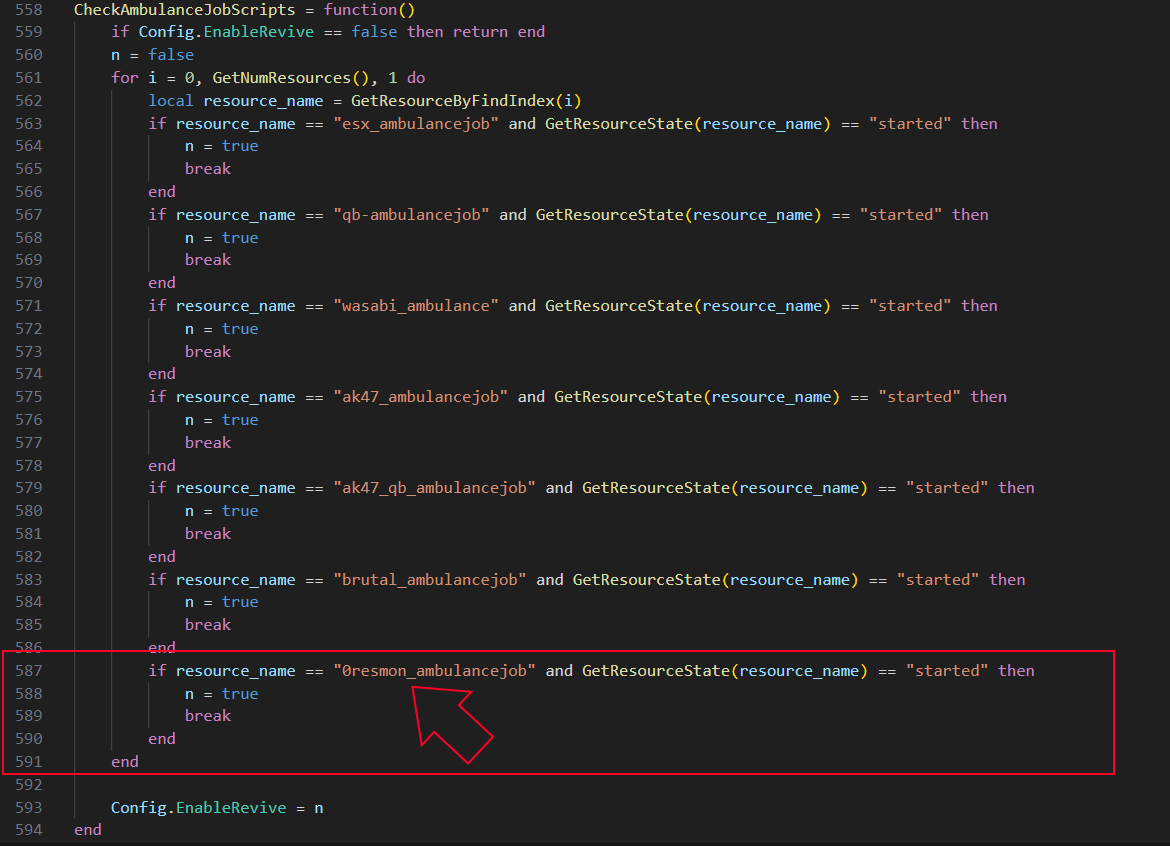 558 CheckAmbulanceJobScripts = function()
559     if Config.EnableRevive == false then return end
560     n = false
561     for i = 0, GetNumResources(), 1 do
562         local resource_name = GetResourceByFindIndex(i)
563         if resource_name == "esx_ambulancejob" and GetResourceState(resource_name) == "started" then
564             n = true
565             break
566         end
567         if resource_name == "qb-ambulancejob" and GetResourceState(resource_name) == "started" then
568             n = true
569             break
570         end
571         if resource_name == "wasabi_ambulance" and GetResourceState(resource_name) == "started" then
572             n = true
573             break
574         end
575         if resource_name == "ak47_ambulancejob" and GetResourceState(resource_name) == "started" then
576             n = true
577             break
578         end
579         if resource_name == "ak47_qb_ambulancejob" and GetResourceState(resource_name) == "started" then
580             n = true
581             break
582         end
583         if resource_name == "brutal_ambulancejob" and GetResourceState(resource_name) == "started" then
584             n = true
585             break
586         end
587         if resource_name == "0resmon_ambulancejob" and GetResourceState(resource_name) == "started" then
588             n = true
589             break
590         end
591     end
592
593     Config.EnableRevive = n
594 end